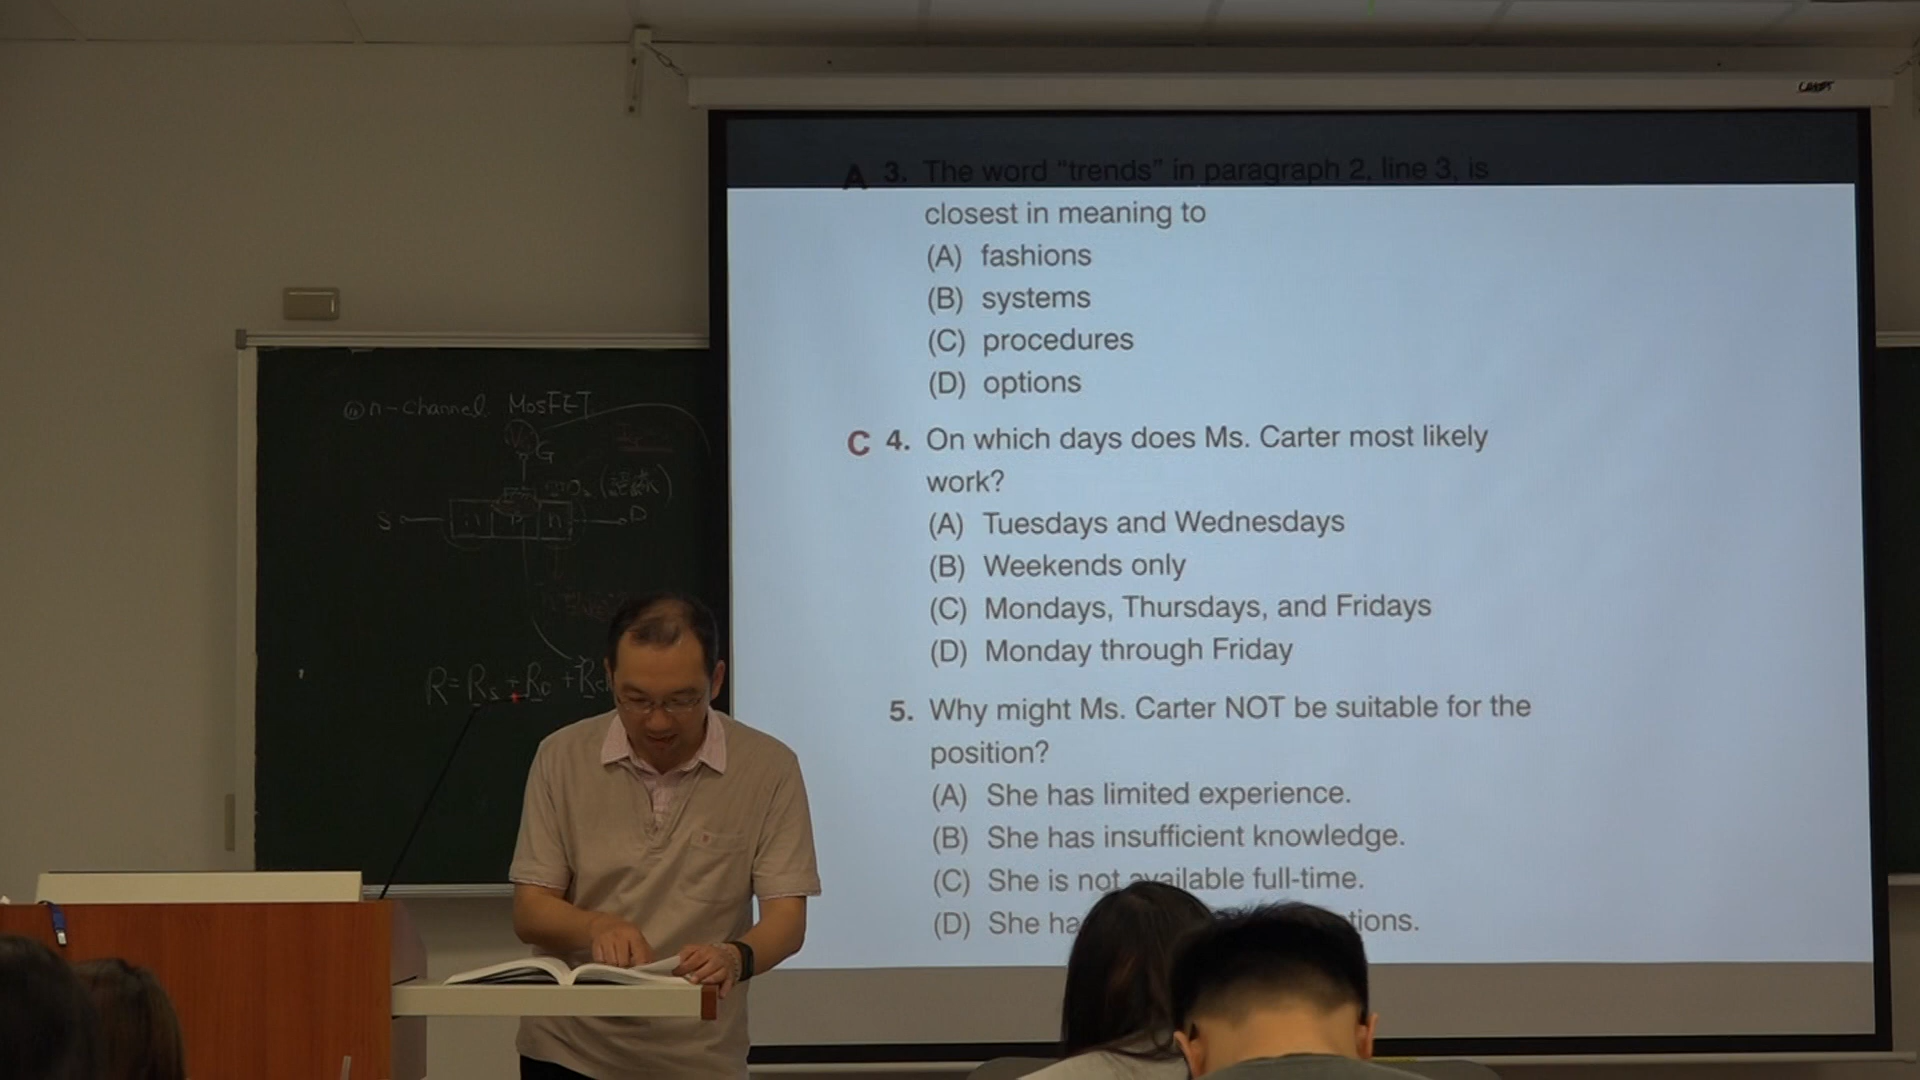 A 3. The word "trends" in paragraph 2, line 3, is
closest in meaning to
(A) fashions
(B) systems
(C) procedures
(D) options
C 4. On which days does Ms. Carter most likely
work?
(A) Tuesdays and Wednesdays
(B) Weekends only
(C) Mondays, Thursdays, and Fridays
(D) Monday through Friday
5. Why might Ms. Carter NOT be suitable for the
position?
(A) She has limited experience.
(B) She has insufficient knowledge.
(C) She is not available full-time.
(D) She
n-channel MOSFET
G
S
n
D
R=Rs+RD+